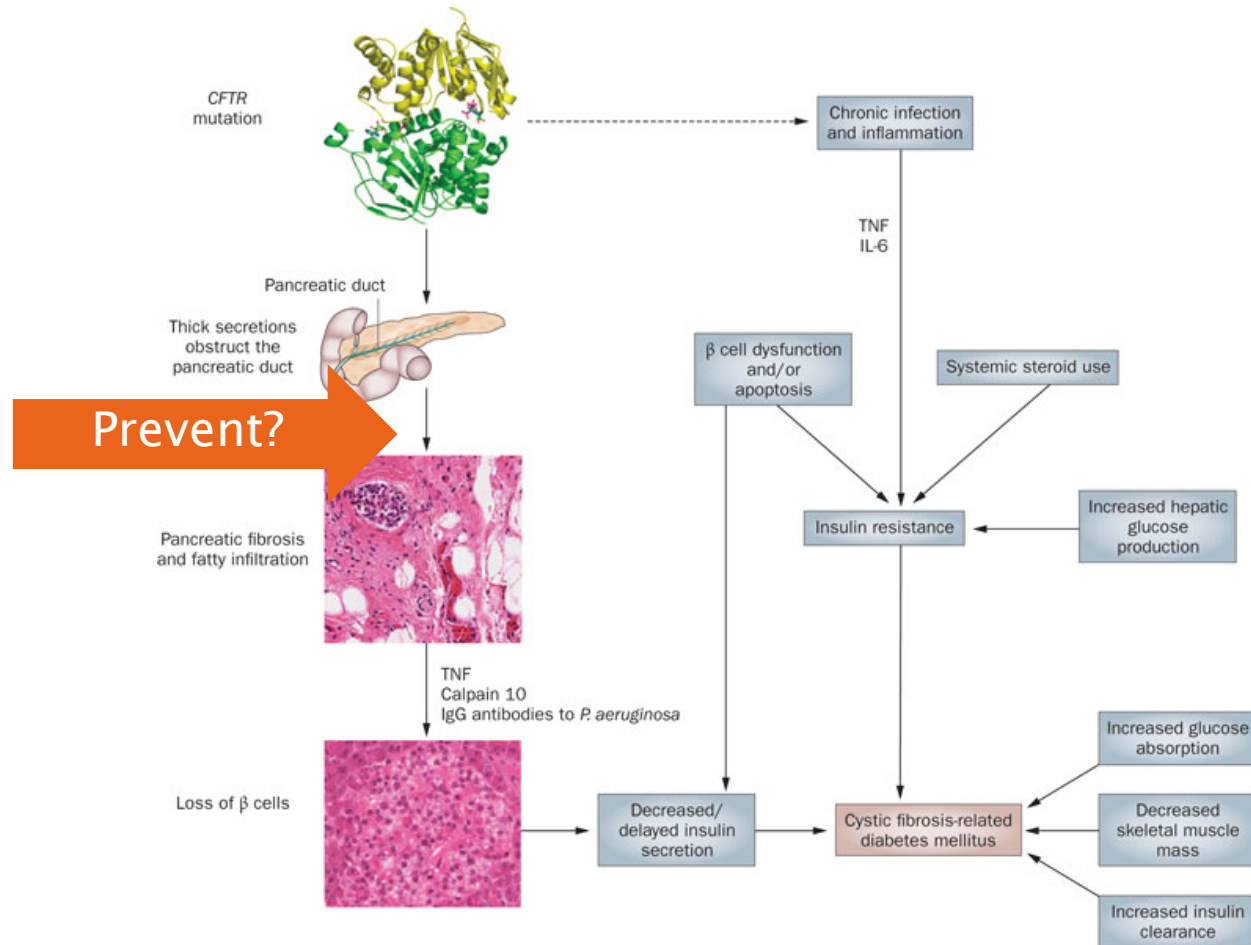 CFTR
mutation
Chronic infection
and inflammation
TNF
IL-6
Pancreatic duct
Thick secretions
obstruct the
pancreatic duct
β cell dysfunction
and/or
apoptosis
Systemic steroid use
Prevent?
Pancreatic fibrosis
and fatty infiltration
Insulin resistance
Increased hepatic
glucose
production
TNF
Calpain 10
IgG antibodies to P. aeruginosa
Loss of β cells
Decreased/
delayed insulin
secretion
Cystic fibrosis-related
diabetes mellitus
Increased glucose
absorption
Decreased
skeletal muscle
mass
Increased insulin
clearance